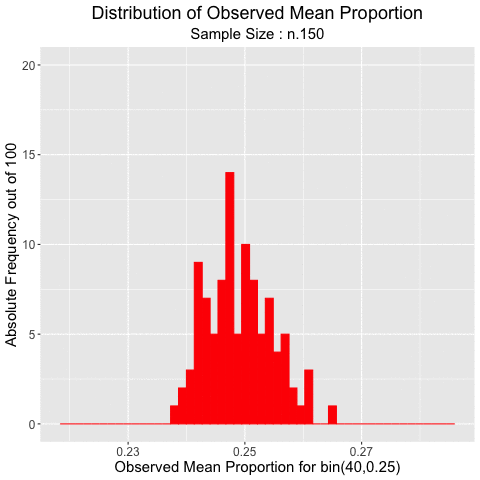 Distribution of Observed Mean Proportion
Sample Size : n.150
20
15
10
5
0
Absolute Frequency out of 100
0.23 0.25 0.27
Observed Mean Proportion for bin(40,0.25)